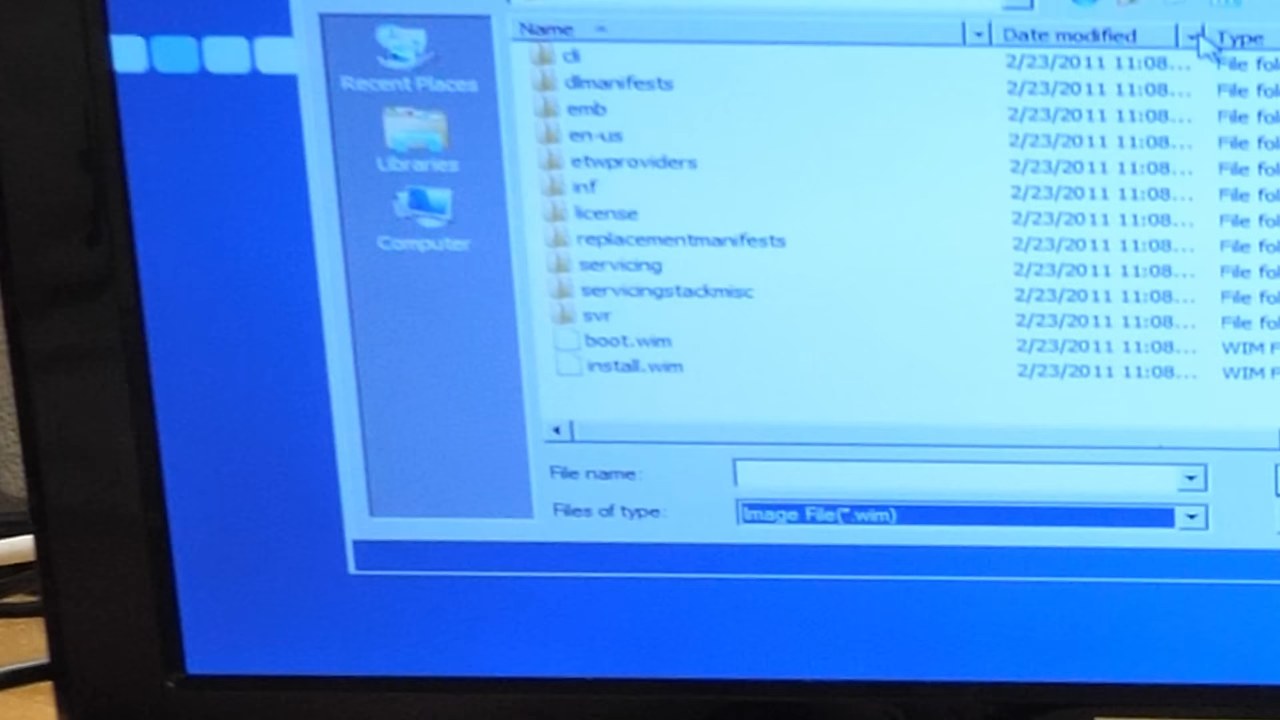 Name Date modified Type
Recent Places
Libraries
Computer
dl 2/23/2011 11:08... File fol
dlmanifests 2/23/2011 11:08... File fol
emb 2/23/2011 11:08... File fol
en-us 2/23/2011 11:08... File fol
etwproviders 2/23/2011 11:08... File fol
inf 2/23/2011 11:08... File fol
license 2/23/2011 11:08... File fol
replacementmanifests 2/23/2011 11:08... File fol
servicing 2/23/2011 11:08... File fol
servicingstackmisc 2/23/2011 11:08... File fol
svr 2/23/2011 11:08... File fol
boot.wim 2/23/2011 11:08... WIM F
install.wim 2/23/2011 11:08... WIM F
File name:
Files of type: Image File(*.wim)